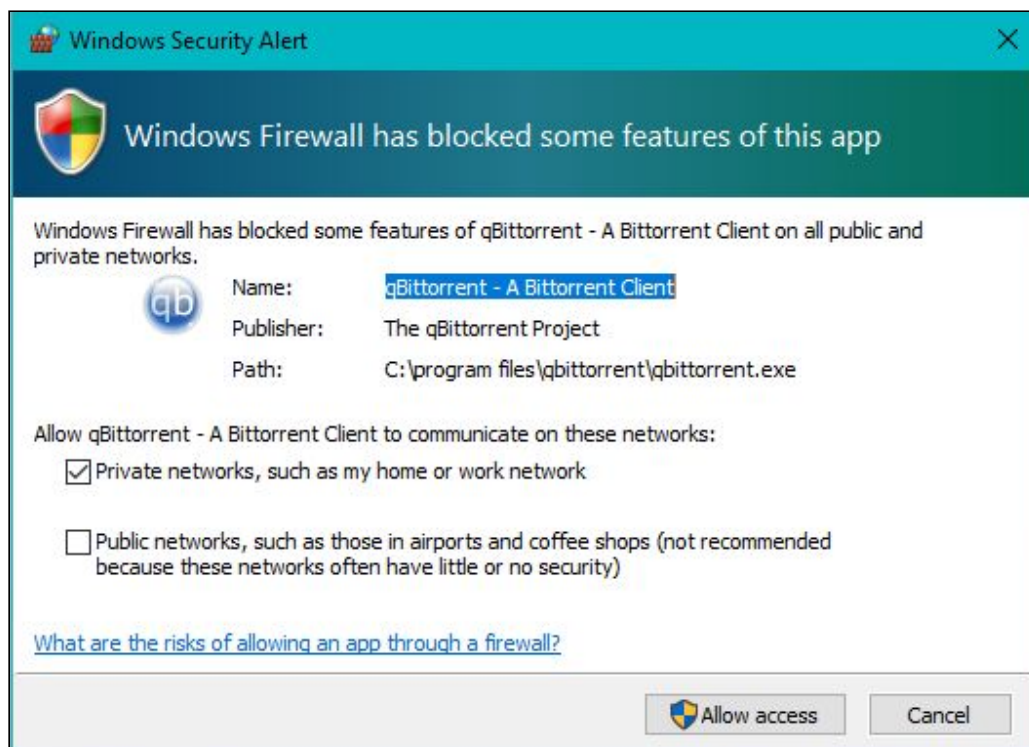 Windows Security Alert
Windows Firewall has blocked some features of this app
Windows Firewall has blocked some features of qBittorrent - A Bittorrent Client on all public and
private networks.
qb
Name: qBittorrent - A Bittorrent Client
Publisher: The qBittorrent Project
Path: C:\program files\qbittorrent\qbittorrent.exe
Allow qBittorrent - A Bittorrent Client to communicate on these networks:
Private networks, such as my home or work network
Public networks, such as those in airports and coffee shops (not recommended
because these networks often have little or no security)
What are the risks of allowing an app through a firewall?
Allow access Cancel